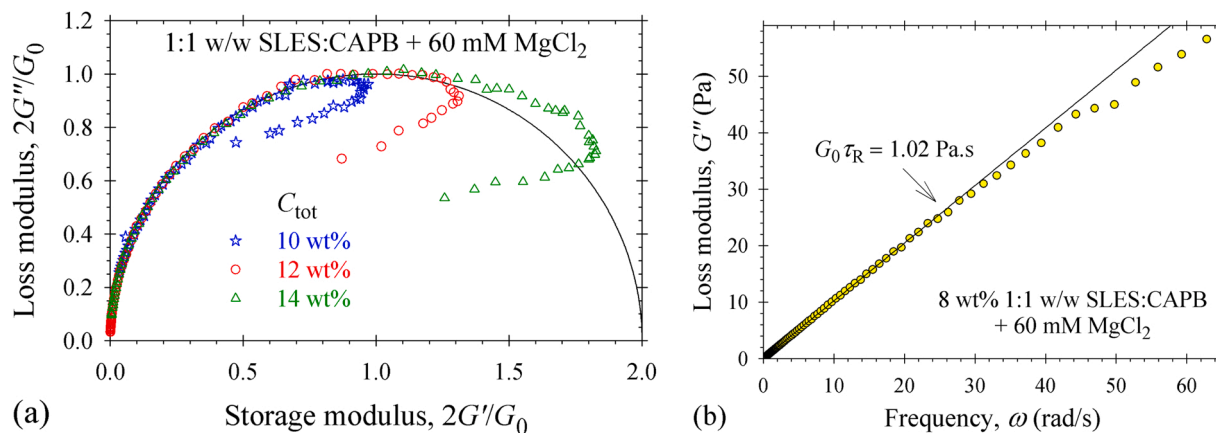 1:1 w/w SLES:CAPB + 60 mM MgCl₂
Loss modulus, 2G″/G₀
1.2
1.0
0.8
0.6
0.4
0.2
0.0
C_tot
10 wt%
12 wt%
14 wt%
0.0 0.5 1.0 1.5 2.0
Storage modulus, 2G′/G₀
(a)
Loss modulus, G″ (Pa)
50
40
30
20
10
0
G₀ τ_R = 1.02 Pa.s
8 wt% 1:1 w/w SLES:CAPB
+ 60 mM MgCl₂
0 10 20 30 40 50 60
Frequency, ω (rad/s)
(b)